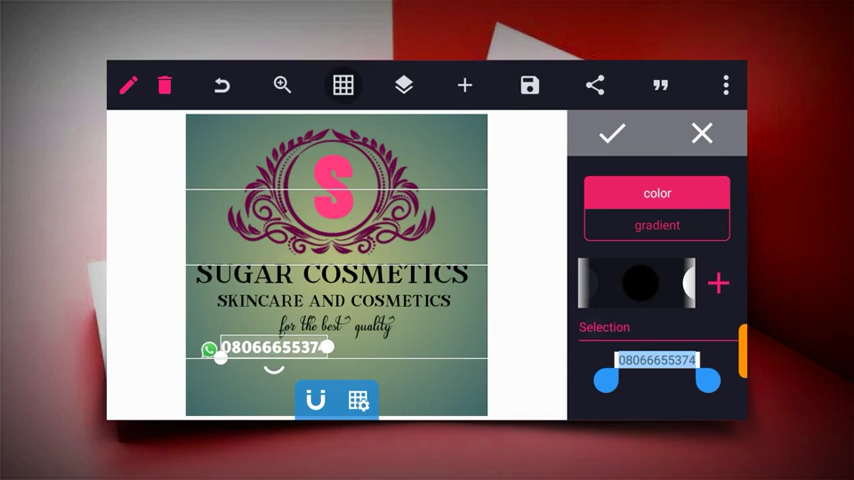 S
SUGAR COSMETICS
SKINCARE AND COSMETICS
for the best quality
08066655374
color
gradient
Selection
08066655374